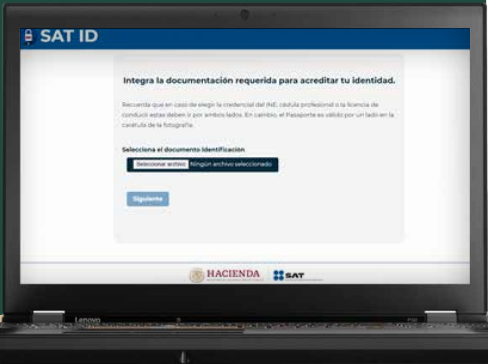 SAT ID
Integra la documentación requerida para acreditar tu identidad.
Recuerda que en caso de elegir la credencial del INE, cédula profesional o la licencia de
conducir estas deben ir por ambos lados. En cambio, el Pasaporte es válido por un lado en la
carátula de la fotografía.
Selecciona el documento Identificación
Seleccionar archivo Ningún archivo seleccionado
Siguiente
HACIENDA SAT
Lenovo